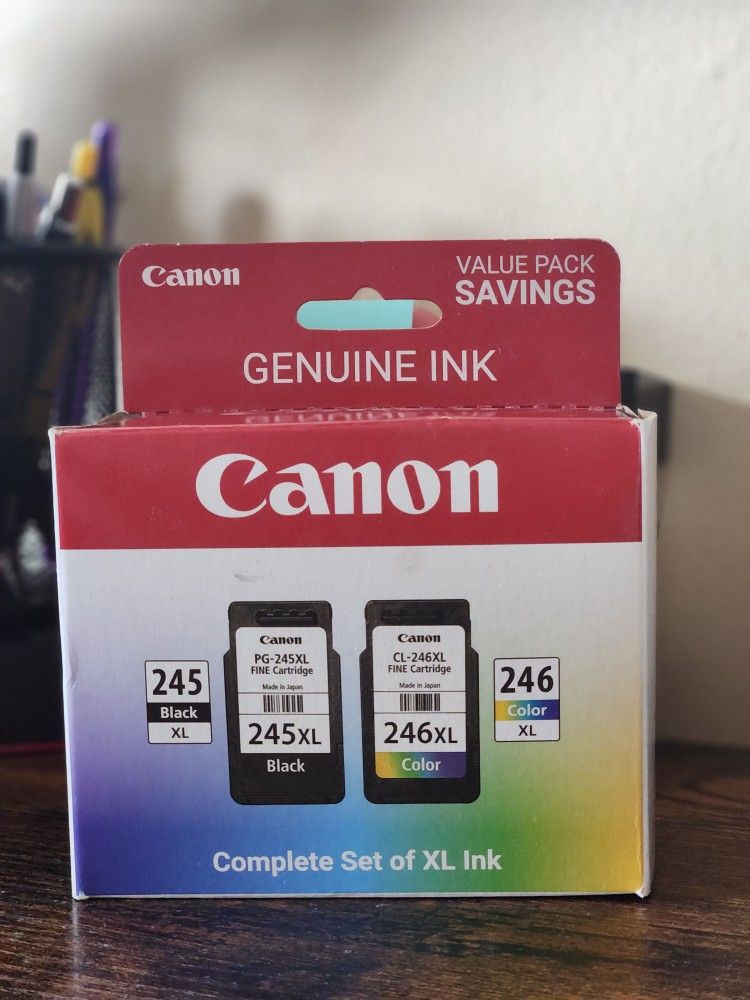 Canon
VALUE PACK
SAVINGS
GENUINE INK
Canon
245
Black
XL
Canon
PG-245XL
FINE Cartridge
Made in Japan
245XL
Black
Canon
CL-246XL
FINE Cartridge
Made in Japan
246XL
Color
246
Color
XL
Complete Set of XL Ink